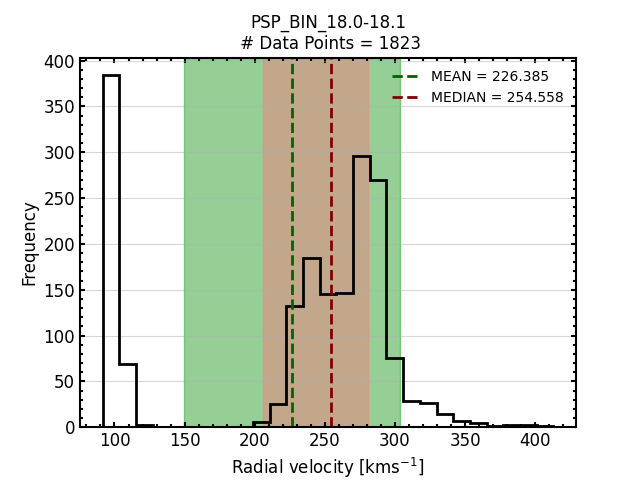 PSP_BIN_18.0-18.1
# Data Points = 1823
MEAN = 226.385
MEDIAN = 254.558
Frequency
400
350
300
250
200
150
100
50
0
100 150 200 250 300 350 400
Radial velocity [kms⁻¹]